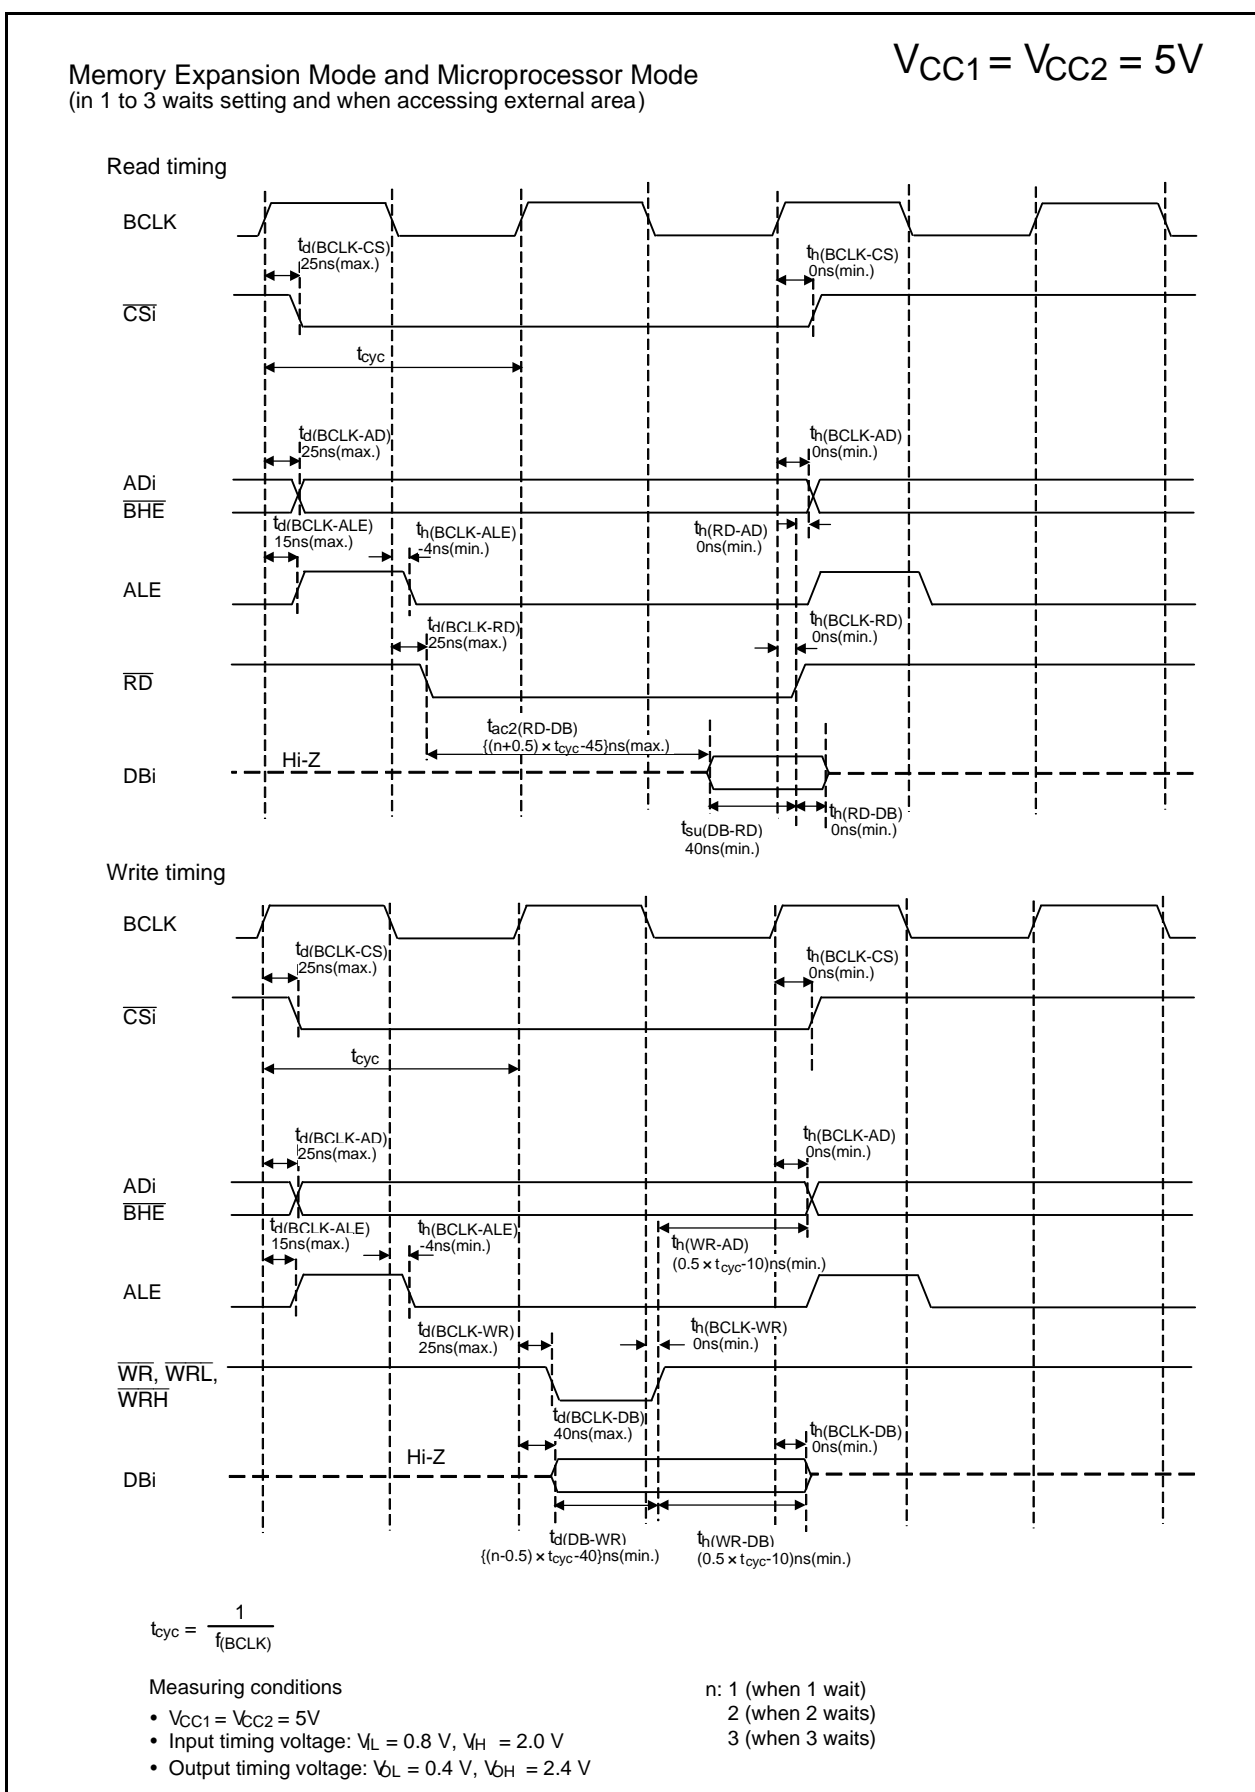 VCC1 = VCC2 = 5V
Memory Expansion Mode and Microprocessor Mode
(in 1 to 3 waits setting and when accessing external area)
Read timing
BCLK
td(BCLK-CS)
25ns(max.)
th(BCLK-CS)
0ns(min.)
CSi
tcyc
td(BCLK-AD)
25ns(max.)
th(BCLK-AD)
0ns(min.)
ADi
BHE
td(BCLK-ALE)
15ns(max.)
th(BCLK-ALE)
-4ns(min.)
th(RD-AD)
0ns(min.)
ALE
td(BCLK-RD)
25ns(max.)
th(BCLK-RD)
0ns(min.)
RD
tac2(RD-DB)
{(n+0.5) × tcyc-45}ns(max.)
Hi-Z
DBi
tsu(DB-RD)
40ns(min.)
th(RD-DB)
0ns(min.)
Write timing
BCLK
td(BCLK-CS)
25ns(max.)
th(BCLK-CS)
0ns(min.)
CSi
tcyc
td(BCLK-AD)
25ns(max.)
th(BCLK-AD)
0ns(min.)
ADi
BHE
td(BCLK-ALE)
15ns(max.)
th(BCLK-ALE)
-4ns(min.)
th(WR-AD)
(0.5 × tcyc-10)ns(min.)
ALE
td(BCLK-WR)
25ns(max.)
th(BCLK-WR)
0ns(min.)
WR, WRL,
WRH
td(BCLK-DB)
40ns(max.)
th(BCLK-DB)
0ns(min.)
Hi-Z
DBi
td(DB-WR)
{(n-0.5) × tcyc-40}ns(min.)
th(WR-DB)
(0.5 × tcyc-10)ns(min.)
tcyc = 1
f(BCLK)
Measuring conditions
• VCC1 = VCC2 = 5V
• Input timing voltage: VIL = 0.8 V, VIH = 2.0 V
• Output timing voltage: VOL = 0.4 V, VOH = 2.4 V
n: 1 (when 1 wait)
2 (when 2 waits)
3 (when 3 waits)